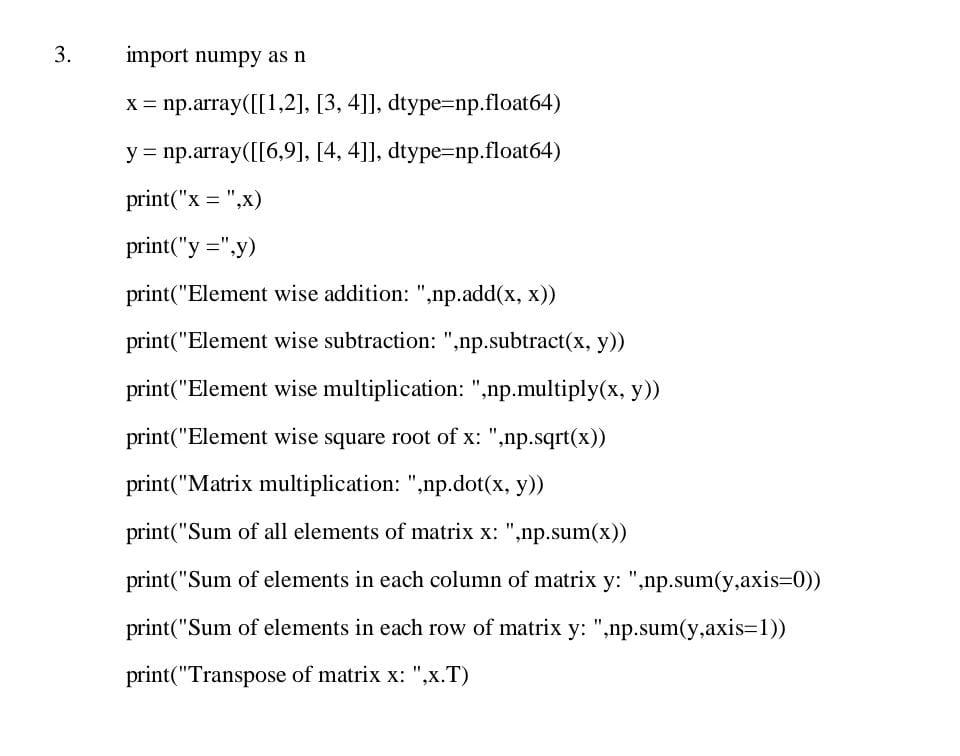 3. import numpy as n
x = np.array([[1,2], [3, 4]], dtype=np.float64)
y = np.array([[6,9], [4, 4]], dtype=np.float64)
print("x = ",x)
print("y =",y)
print("Element wise addition: ",np.add(x, x))
print("Element wise subtraction: ",np.subtract(x, y))
print("Element wise multiplication: ",np.multiply(x, y))
print("Element wise square root of x: ",np.sqrt(x))
print("Matrix multiplication: ",np.dot(x, y))
print("Sum of all elements of matrix x: ",np.sum(x))
print("Sum of elements in each column of matrix y: ",np.sum(y,axis=0))
print("Sum of elements in each row of matrix y: ",np.sum(y,axis=1))
print("Transpose of matrix x: ",x.T)